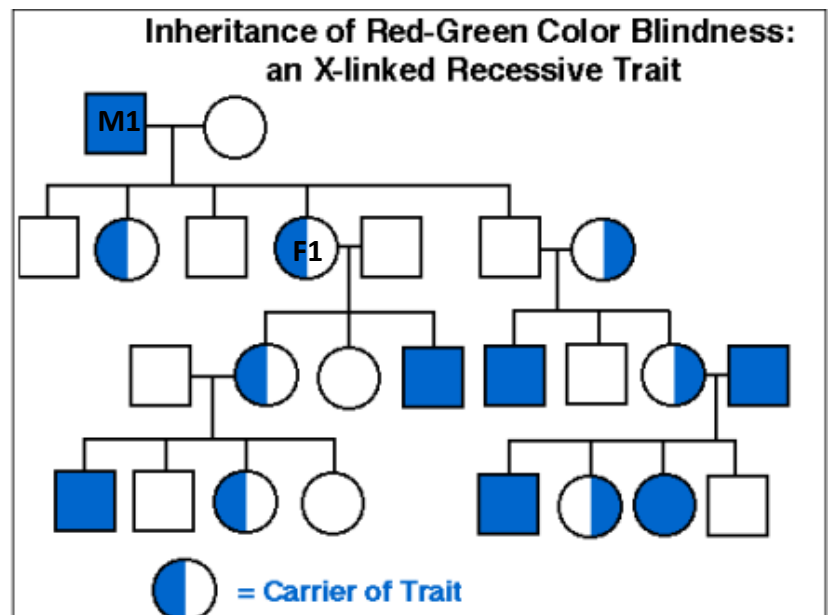 Inheritance of Red-Green Color Blindness:
an X-linked Recessive Trait
M1
F1
= Carrier of Trait